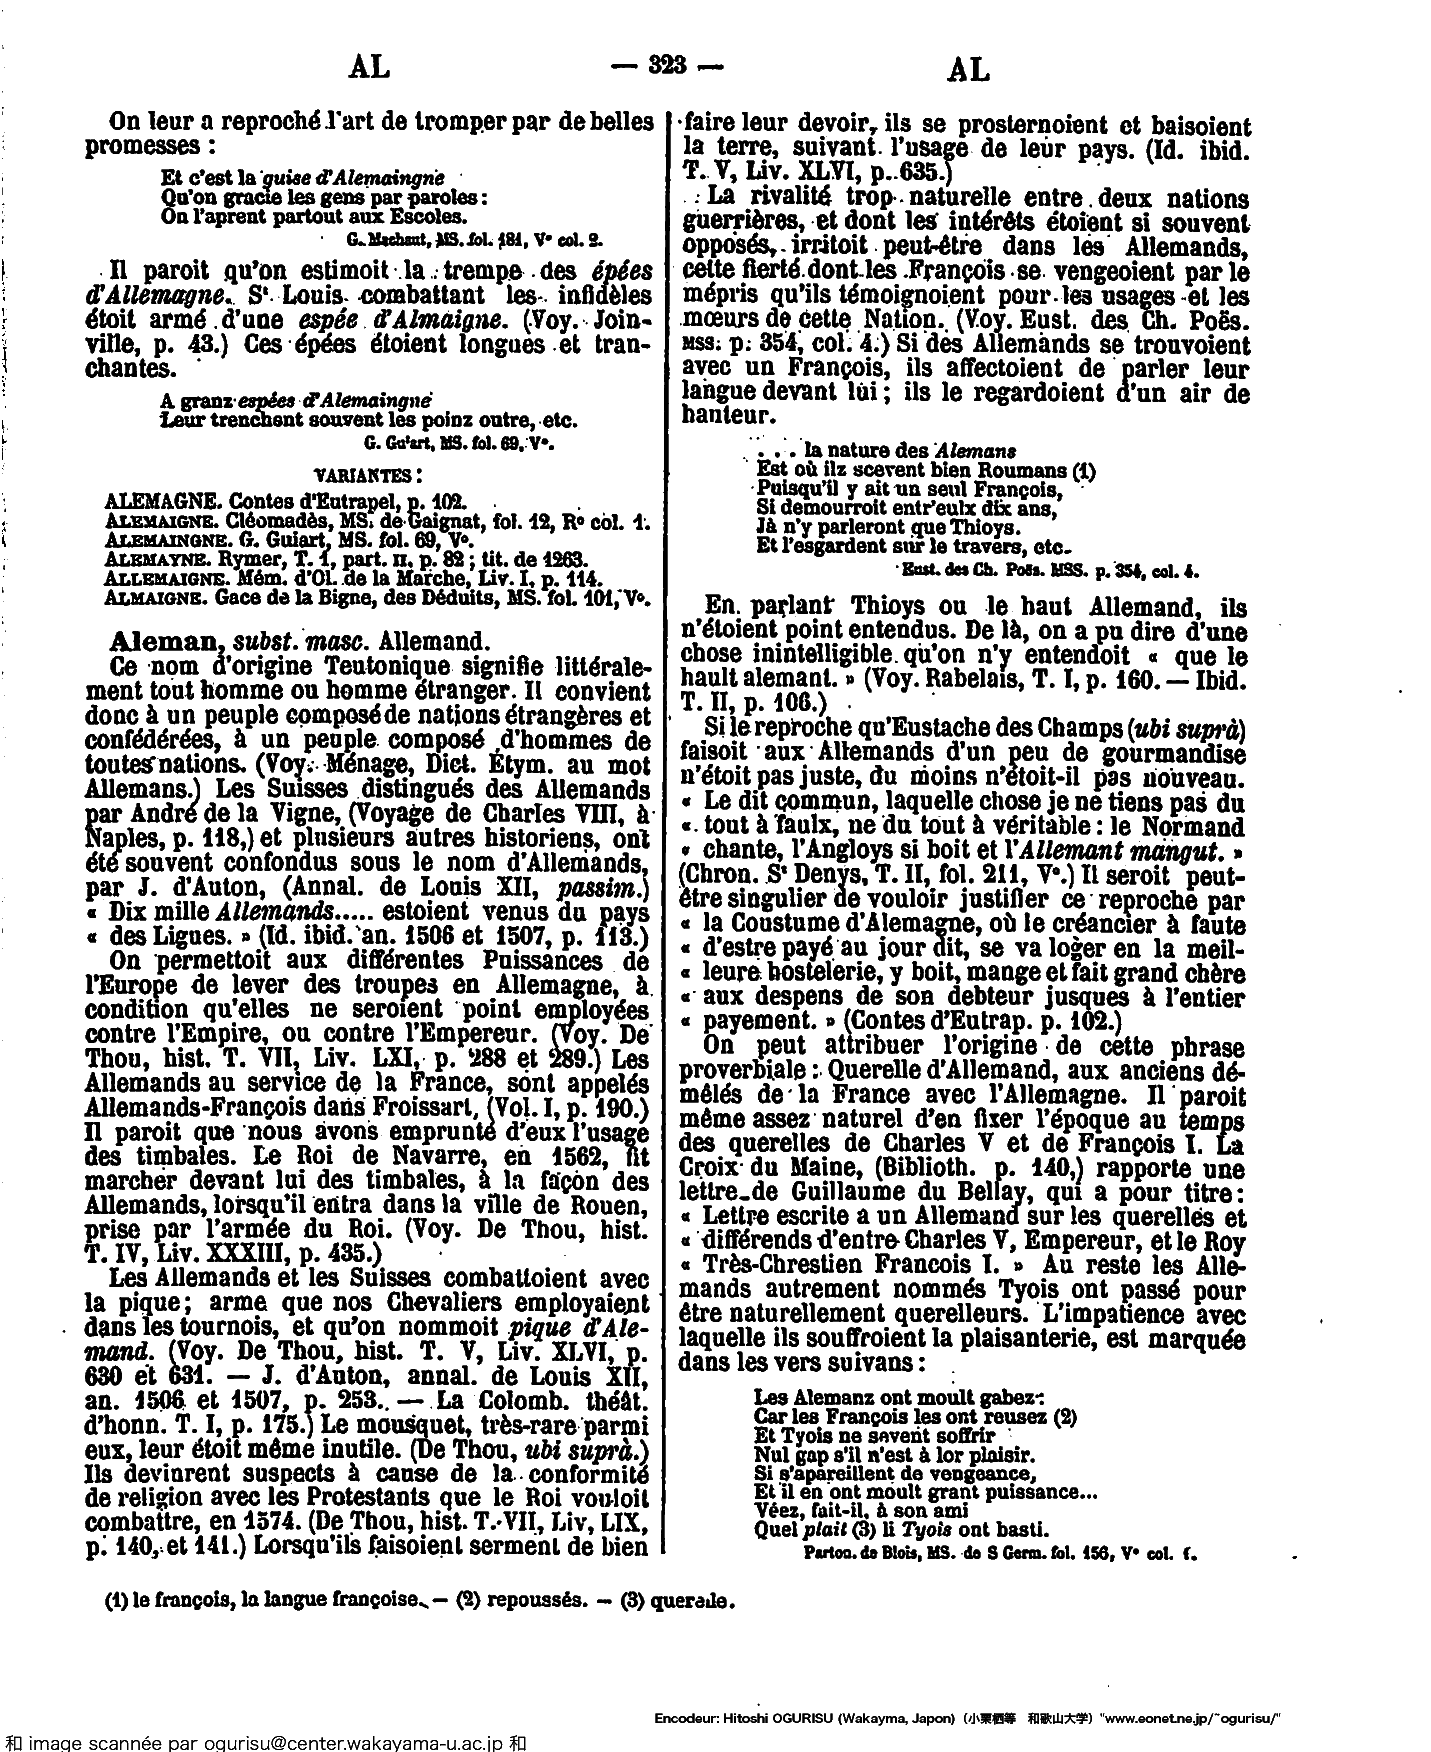 AL — 323 — AL
On leur a reproché l'art de tromper par de belles
promesses :
Et c'est la guise d'Alemaingne
Qu'on gracie les gens par paroles :
On l'aprent partout aux Escoles.
G. Machaut, MS. fol. 181, V° col. 2.
Il paroit qu'on estimoit la trempe des épées
d'Allemagne. St Louis combattant les infidèles
étoit armé d'une espée d'Almaigne. (Voy. Join-
ville, p. 43.) Ces épées étoient longues et tran-
chantes.
A granz espées d'Alemaingne
Leur trenchent souvent les poinz outre, etc.
G. Guiart, MS. fol. 69, V°.
VARIANTES :
ALEMAGNE. Contes d'Eutrapel, p. 102.
ALEMAIGNE. Cléomadès, MS. de Gaignat, fol. 12, R° col. 1.
ALEMAINGNE. G. Guiart, MS. fol. 69, V°.
ALEMAYNE. Rymer, T. 1, part. II, p. 82 ; tit. de 1263.
ALLEMAIGNE. Mém. d'Ol. de la Marche, Liv. I, p. 114.
ALMAIGNE. Gace de la Bigne, des Déduits, MS. fol. 101, V°.
Aleman, subst. masc. Allemand.
Ce nom d'origine Teutonique signifie littérale-
ment tout homme ou homme étranger. Il convient
donc à un peuple composé de nations étrangères et
confédérées, à un peuple composé d'hommes de
toutes nations. (Voy. Ménage, Dict. Étym. au mot
Allemans.) Les Suisses distingués des Allemands
par André de la Vigne, (Voyage de Charles VIII, à
Naples, p. 118,) et plusieurs autres historiens, ont
été souvent confondus sous le nom d'Allemands,
par J. d'Auton, (Annal. de Louis XII, passim.)
« Dix mille Allemands..... estoient venus du pays
« des Ligues. » (Id. ibid. an. 1506 et 1507, p. 113.)
On permettoit aux différentes Puissances de
l'Europe de lever des troupes en Allemagne, à
condition qu'elles ne seroient point employées
contre l'Empire, ou contre l'Empereur. (Voy. De
Thou, hist. T. VII, Liv. LXI, p. 288 et 289.) Les
Allemands au service de la France, sont appelés
Allemands-François dans Froissart, (Vol. I, p. 190.)
Il paroit que nous avons emprunté d'eux l'usage
des timbales. Le Roi de Navarre, en 1562, fit
marcher devant lui des timbales, à la façon des
Allemands, lorsqu'il entra dans la ville de Rouen,
prise par l'armée du Roi. (Voy. De Thou, hist.
T. IV, Liv. XXXIII, p. 435.)
Les Allemands et les Suisses combattoient avec
la pique ; arme que nos Chevaliers employaient
dans les tournois, et qu'on nommoit pique d'Ale-
mand. (Voy. De Thou, hist. T. V, Liv. XLVI, p.
630 et 631. — J. d'Auton, annal. de Louis XII,
an. 1506 et 1507, p. 253. — La Colomb. théât.
d'honn. T. I, p. 175.) Le mousquet, très-rare parmi
eux, leur étoit même inutile. (De Thou, ubi suprà.)
Ils devinrent suspects à cause de la conformité
de religion avec les Protestants que le Roi vouloit
combattre, en 1574. (De Thou, hist. T. VII, Liv, LIX,
p. 140, et 141.) Lorsqu'ils faisoient serment de bien
faire leur devoir, ils se prosternoient et baisoient
la terre, suivant l'usage de leur pays. (Id. ibid.
T. V, Liv. XLVI, p. 635.)
La rivalité trop naturelle entre deux nations
guerrières, et dont les intérêts étoient si souvent
opposés, irritoit peut-être dans les Allemands,
cette fierté dont les François se vengeoient par le
mépris qu'ils témoignoient pour les usages et les
mœurs de cette Nation. (Voy. Eust. des Ch. Poës.
MSS. p. 354, col. 4.) Si des Allemands se trouvoient
avec un François, ils affectoient de parler leur
langue devant lui ; ils le regardoient d'un air de
hauteur.
. . . . la nature des Alemans
Est où ilz scevent bien Roumans (1)
Puisqu'il y ait un seul François,
Si demourroit entr'eulx dix ans,
Jà n'y parleront que Thioys.
Et l'esgardent sur le travers, etc.
Eust. des Ch. Poës. MSS. p. 354, col. 4.
En parlant Thioys ou le haut Allemand, ils
n'étoient point entendus. De là, on a pu dire d'une
chose inintelligible qu'on n'y entendoit « que le
hault alemant. » (Voy. Rabelais, T. I, p. 160. — Ibid.
T. II, p. 106.)
Si le reproche qu'Eustache des Champs (ubi suprà)
faisoit aux Allemands d'un peu de gourmandise
n'étoit pas juste, du moins n'étoit-il pas nouveau.
« Le dit commun, laquelle chose je ne tiens pas du
« tout à faulx, ne du tout à véritable : le Normand
« chante, l'Angloys si boit et l'Allemant mangut. »
(Chron. St Denys, T. II, fol. 211, V°.) Il seroit peut-
être singulier de vouloir justifier ce reproche par
« la Coustume d'Alemagne, où le créancier à faute
« d'estre payé au jour dit, se va loger en la meil-
« leure hostelerie, y boit, mange et fait grand chère
« aux despens de son debteur jusques à l'entier
« payement. » (Contes d'Eutrap. p. 102.)
On peut attribuer l'origine de cette phrase
proverbiale : Querelle d'Allemand, aux anciens dé-
mêlés de la France avec l'Allemagne. Il paroit
même assez naturel d'en fixer l'époque au temps
des querelles de Charles V et de François I. La
Croix du Maine, (Biblioth. p. 140,) rapporte une
lettre de Guillaume du Bellay, qui a pour titre :
« Lettre escrite a un Allemand sur les querelles et
« différends d'entre Charles V, Empereur, et le Roy
« Très-Chrestien Francois I. » Au reste les Alle-
mands autrement nommés Tyois ont passé pour
être naturellement querelleurs. L'impatience avec
laquelle ils souffroient la plaisanterie, est marquée
dans les vers suivans :
Les Alemanz ont moult gabez :
Car les François les ont reusez (2)
Et Tyois ne savent soffrir
Nul gap s'il n'est à lor plaisir.
Si s'apareillent de vengeance,
Et il en ont moult grant puissance...
Véez, fait-il, à son ami
Quel plait (3) li Tyois ont basti.
Parton. de Blois, MS. de S Germ. fol. 156, V° col. 1.
(1) le françois, la langue françoise. — (2) repoussés. — (3) querelle.
Encodeur: Hitoshi OGURISU (Wakayma, Japon) (小栗栖等 和歌山大学) "www.eonet.ne.jp/~ogurisu/"
和 image scannée par ogurisu@center.wakayama-u.ac.jp 和